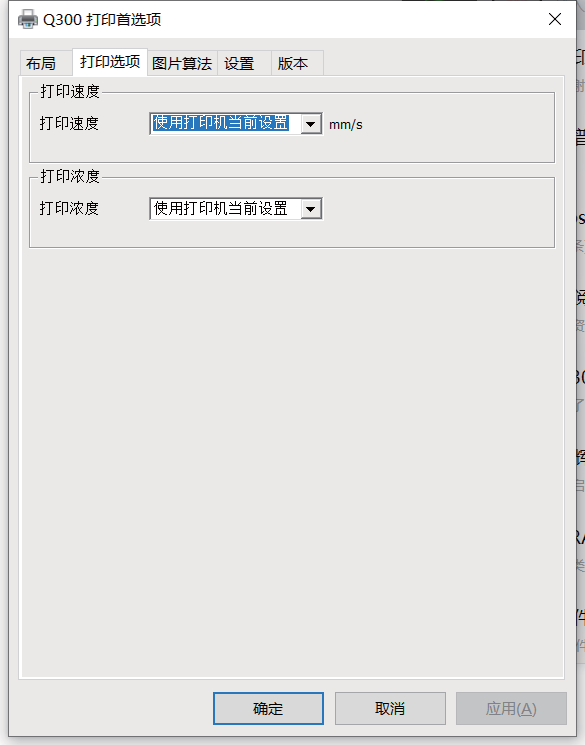 Q300 打印首选项
布局 打印选项 图片算法 设置 版本
打印速度
打印速度 使用打印机当前设置 mm/s
打印浓度
打印浓度 使用打印机当前设置
确定 取消 应用(A)